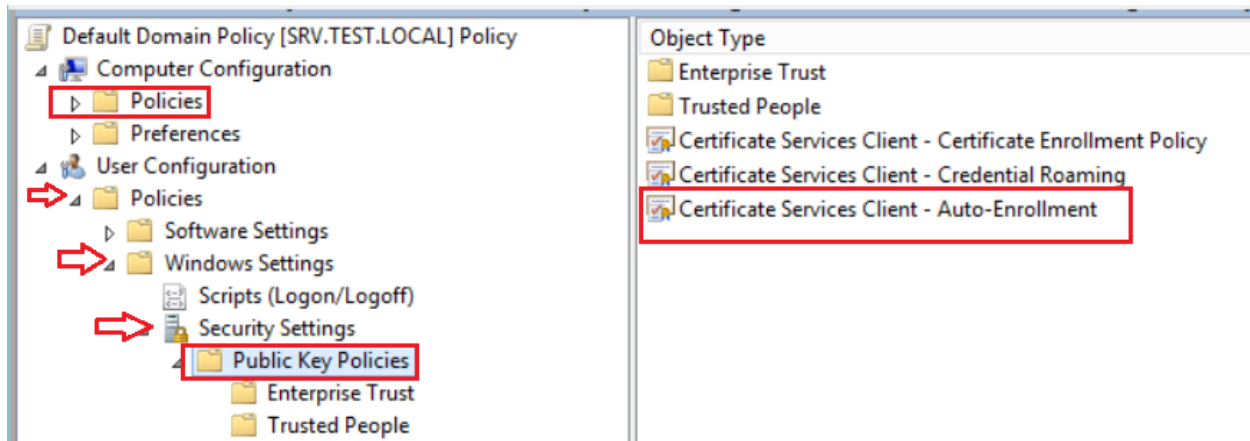 Default Domain Policy [SRV.TEST.LOCAL] Policy
Computer Configuration
Policies
Preferences
User Configuration
Policies
Software Settings
Windows Settings
Scripts (Logon/Logoff)
Security Settings
Public Key Policies
Enterprise Trust
Trusted People
Object Type
Enterprise Trust
Trusted People
Certificate Services Client - Certificate Enrollment Policy
Certificate Services Client - Credential Roaming
Certificate Services Client - Auto-Enrollment